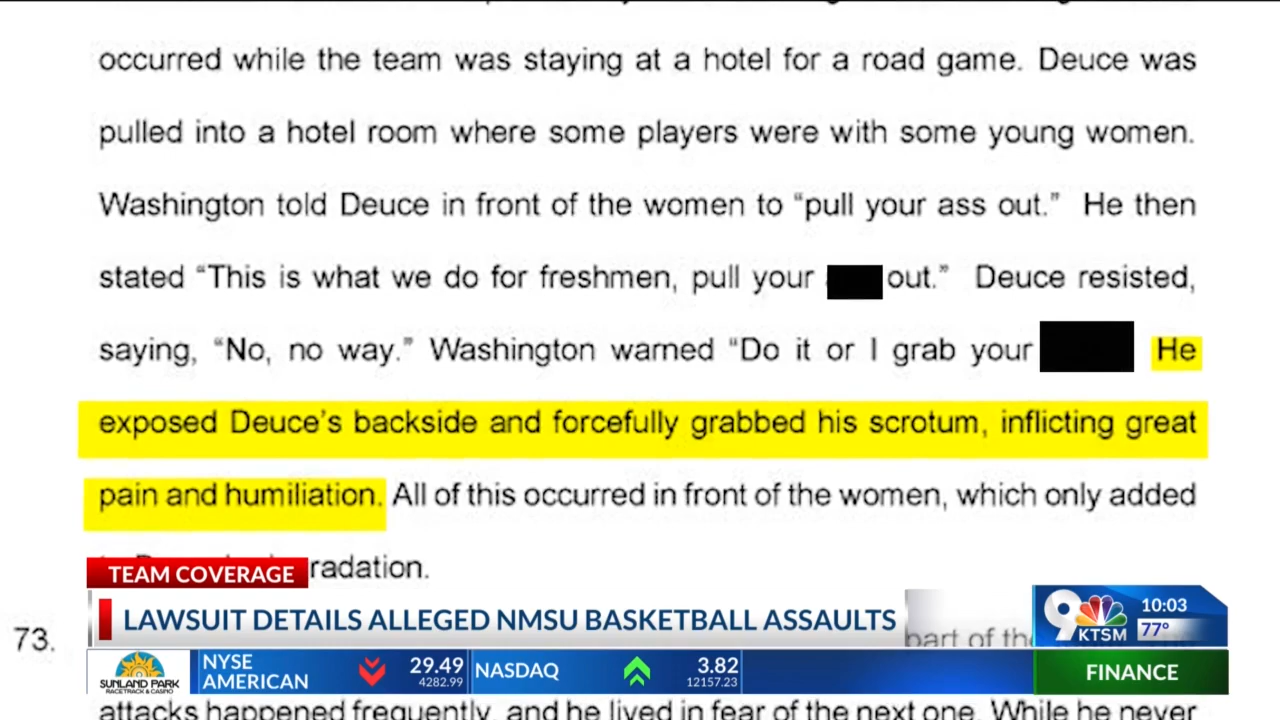 occurred while the team was staying at a hotel for a road game. Deuce was
pulled into a hotel room where some players were with some young women.
Washington told Deuce in front of the women to “pull your ass out.” He then
stated “This is what we do for freshmen, pull your out.” Deuce resisted,
saying, “No, no way.” Washington warned “Do it or I grab your He
exposed Deuce’s backside and forcefully grabbed his scrotum, inflicting great
pain and humiliation. All of this occurred in front of the women, which only added
radation.
TEAM COVERAGE
LAWSUIT DETAILS ALLEGED NMSU BASKETBALL ASSAULTS
9 KTSM
10:03
77°
73.
part of the
SUNLAND PARK
RACETRACK & CASINO
NYSE AMERICAN
29.49
4282.99
NASDAQ
3.82
12157.23
FINANCE
attacks happened frequently, and he lived in fear of the next one. While he never